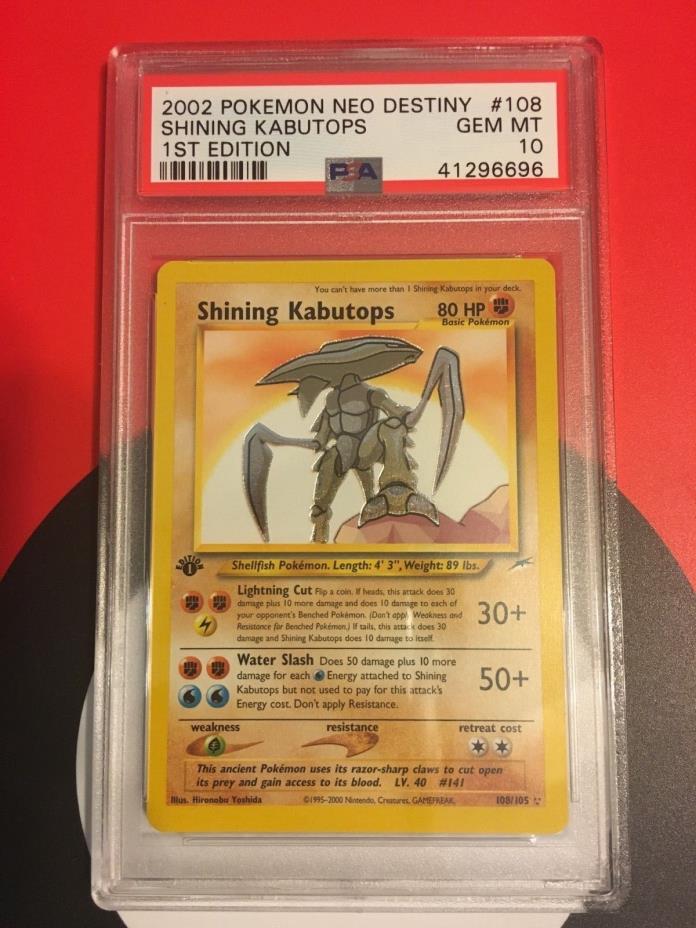 2002 POKEMON NEO DESTINY #108
SHINING KABUTOPS GEM MT
1ST EDITION 10
PSA 41296696
You can't have more than 1 Shining Kabutops in your deck.
Shining Kabutops 80 HP
Basic Pokémon
EDITION
1
Shellfish Pokémon. Length: 4' 3", Weight: 89 lbs.
Lightning Cut Flip a coin. If heads, this attack does 30
damage plus 10 more damage and does 10 damage to each of
your opponent's Benched Pokémon. (Don't apply Weakness and
Resistance for Benched Pokémon.) If tails, this attack does 30
damage and Shining Kabutops does 10 damage to itself.
30+
Water Slash Does 50 damage plus 10 more
damage for each Energy attached to Shining
Kabutops but not used to pay for this attack's
Energy cost. Don't apply Resistance.
50+
weakness resistance retreat cost
This ancient Pokémon uses its razor-sharp claws to cut open
its prey and gain access to its blood. LV. 40 #141
Illus. Hironobu Yoshida ©1995-2000 Nintendo, Creatures, GAMEFREAK. 108/105